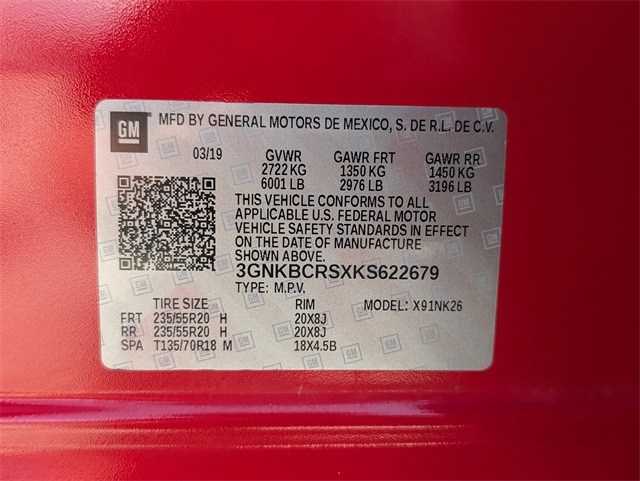 GM MFD BY GENERAL MOTORS DE MEXICO, S. DE R.L. DE C.V.
03/19 GVWR GAWR FRT GAWR RR
2722 KG 1350 KG 1450 KG
6001 LB 2976 LB 3196 LB
THIS VEHICLE CONFORMS TO ALL
APPLICABLE U.S. FEDERAL MOTOR
VEHICLE SAFETY STANDARDS IN EFFECT
ON THE DATE OF MANUFACTURE
SHOWN ABOVE.
3GNKBCRSXKS622679
TYPE: M.P.V.
TIRE SIZE RIM MODEL: X91NK26
FRT 235/55R20 H 20X8J
RR 235/55R20 H 20X8J
SPA T135/70R18 M 18X4.5B